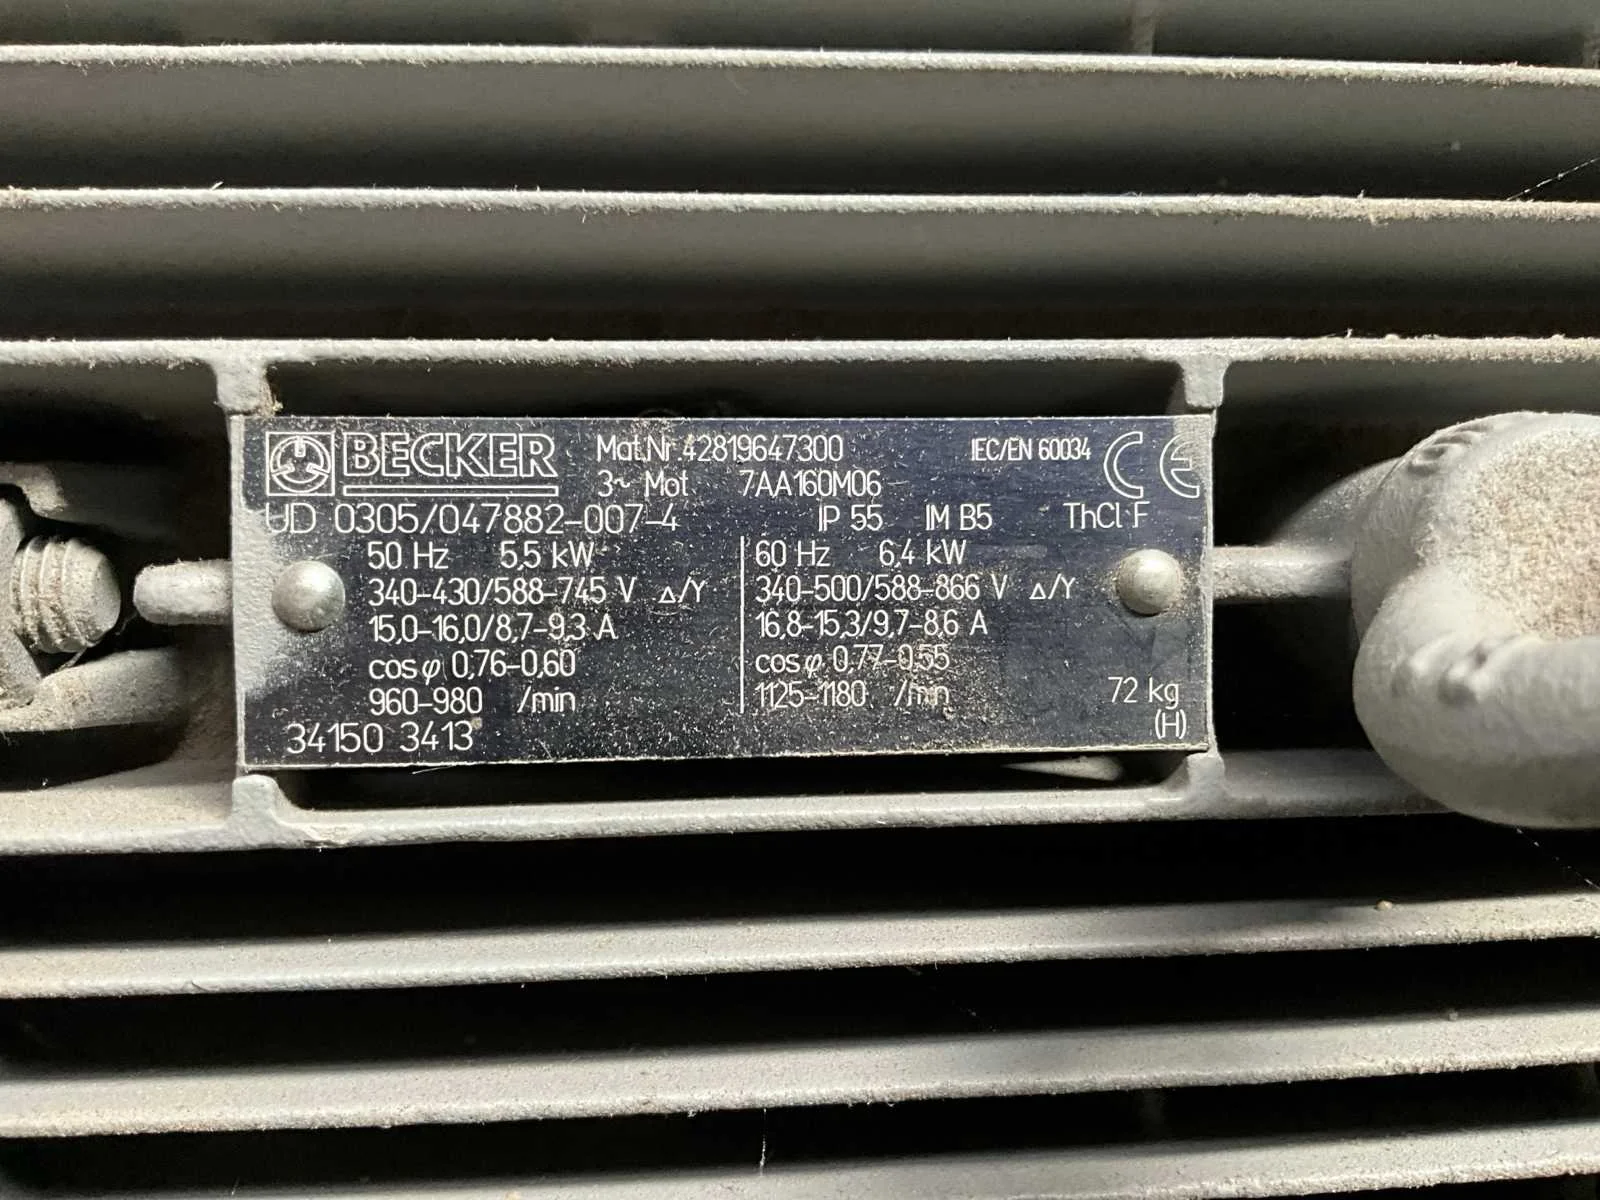 BECKER Mat.Nr 42819647300 IEC/EN 60034 CE
3~ Mot 7AA160M06
UD 0305/047882-007-4 IP 55 IM B5 ThCl F
50 Hz 5,5 kW 60 Hz 6,4 kW
340-430/588-745 V Δ/Y 340-500/588-866 V Δ/Y
15,0-16,0/8,7-9,3 A 16,8-15,3/9,7-8,6 A
cos φ 0,76-0,60 cos φ 0,77-0,55
960-980 /min 1125-1180 /min 72 kg
34150 3413 (H)